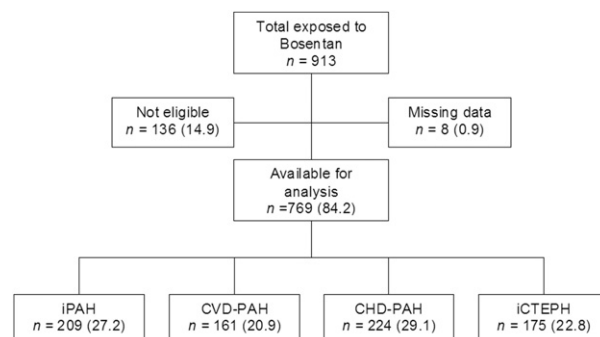 Total exposed to
Bosentan
n = 913
Not eligible
n = 136 (14.9)
Missing data
n = 8 (0.9)
Available for
analysis
n =769 (84.2)
iPAH
n = 209 (27.2)
CVD-PAH
n = 161 (20.9)
CHD-PAH
n = 224 (29.1)
iCTEPH
n = 175 (22.8)